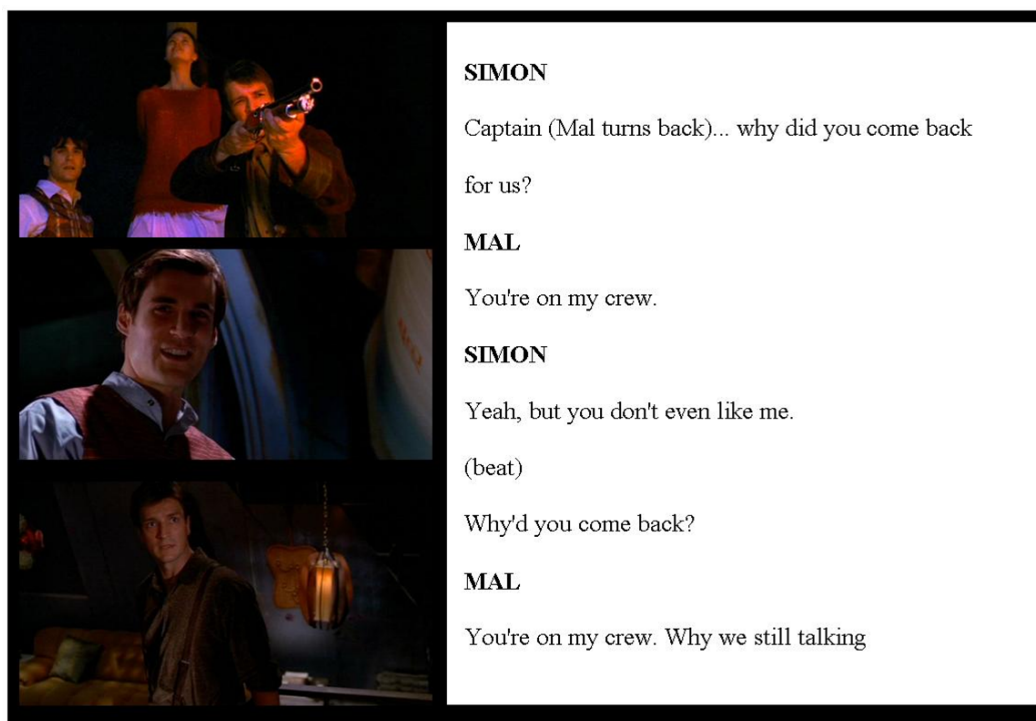 SIMON
Captain (Mal turns back)... why did you come back
for us?
MAL
You're on my crew.
SIMON
Yeah, but you don't even like me.
(beat)
Why'd you come back?
MAL
You're on my crew. Why we still talking